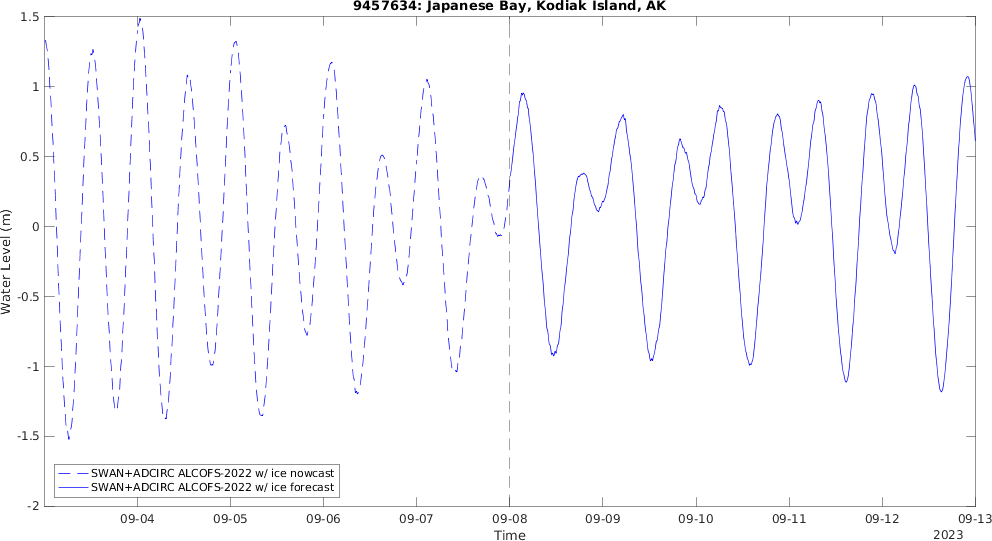 9457634: Japanese Bay, Kodiak Island, AK
1.5
1
0.5
0
-0.5
-1
-1.5
-2
Water Level (m)
SWAN+ADCIRC ALCOFS-2022 w/ ice nowcast
SWAN+ADCIRC ALCOFS-2022 w/ ice forecast
09-04 09-05 09-06 09-07 09-08 09-09 09-10 09-11 09-12 09-13
Time
2023